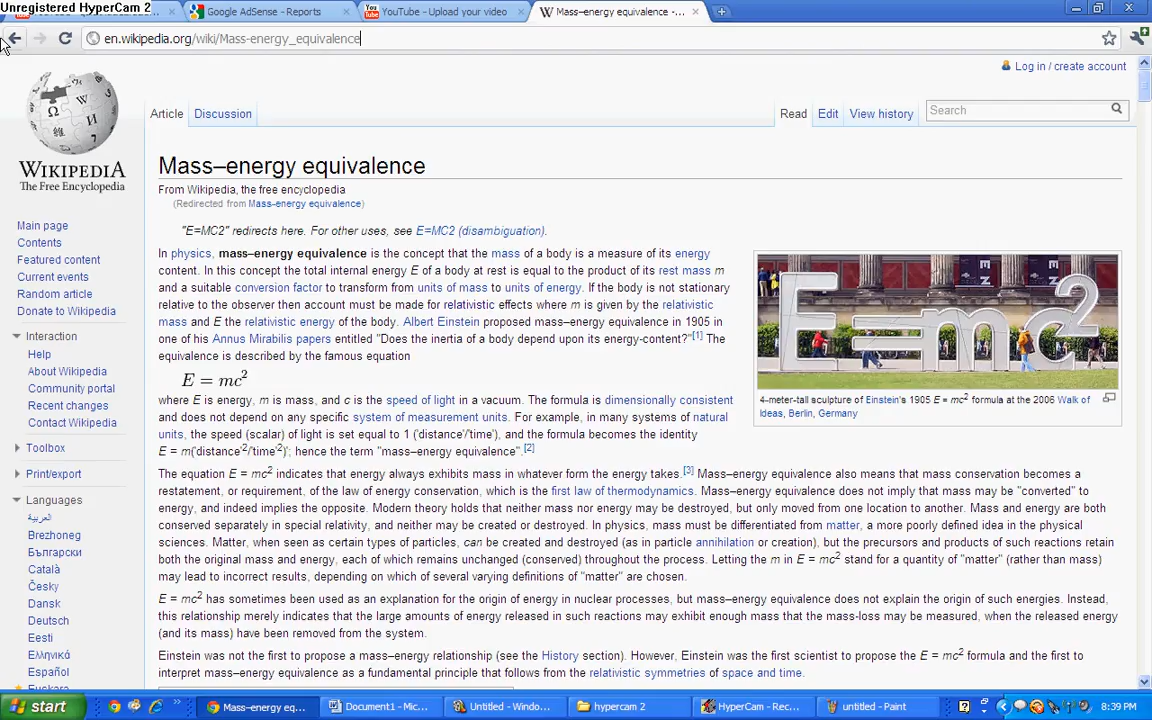 Unregistered HyperCam 2
Google AdSense - Reports
YouTube - Upload your video
Mass–energy equivalence -...
en.wikipedia.org/wiki/Mass-energy_equivalence
Log in / create account
Article
Discussion
Read
Edit
View history
Search
WIKIPEDIA
The Free Encyclopedia
Main page
Contents
Featured content
Current events
Random article
Donate to Wikipedia
Interaction
Help
About Wikipedia
Community portal
Recent changes
Contact Wikipedia
Toolbox
Print/export
Languages
العربية
Brezhoneg
Български
Català
Česky
Dansk
Deutsch
Eesti
Ελληνικά
Español
Euskara
Mass–energy equivalence
From Wikipedia, the free encyclopedia
(Redirected from Mass-energy equivalence)
"E=MC2" redirects here. For other uses, see E=MC2 (disambiguation).
In physics, mass–energy equivalence is the concept that the mass of a body is a measure of its energy
content. In this concept the total internal energy E of a body at rest is equal to the product of its rest mass m
and a suitable conversion factor to transform from units of mass to units of energy. If the body is not stationary
relative to the observer then account must be made for relativistic effects where m is given by the relativistic
mass and E the relativistic energy of the body. Albert Einstein proposed mass–energy equivalence in 1905 in
one of his Annus Mirabilis papers entitled "Does the inertia of a body depend upon its energy-content?"[1] The
equivalence is described by the famous equation
E = mc²
where E is energy, m is mass, and c is the speed of light in a vacuum. The formula is dimensionally consistent
and does not depend on any specific system of measurement units. For example, in many systems of natural
units, the speed (scalar) of light is set equal to 1 ('distance'/'time'), and the formula becomes the identity
E = m('distance'²/'time'²)'; hence the term "mass–energy equivalence".[2]
E=mc²
4-meter-tall sculpture of Einstein's 1905 E = mc² formula at the 2006 Walk of
Ideas, Berlin, Germany
The equation E = mc² indicates that energy always exhibits mass in whatever form the energy takes.[3] Mass–energy equivalence also means that mass conservation becomes a
restatement, or requirement, of the law of energy conservation, which is the first law of thermodynamics. Mass–energy equivalence does not imply that mass may be "converted" to
energy, and indeed implies the opposite. Modern theory holds that neither mass nor energy may be destroyed, but only moved from one location to another. Mass and energy are both
conserved separately in special relativity, and neither may be created or destroyed. In physics, mass must be differentiated from matter, a more poorly defined idea in the physical
sciences. Matter, when seen as certain types of particles, can be created and destroyed (as in particle annihilation or creation), but the precursors and products of such reactions retain
both the original mass and energy, each of which remains unchanged (conserved) throughout the process. Letting the m in E = mc² stand for a quantity of "matter" (rather than mass)
may lead to incorrect results, depending on which of several varying definitions of "matter" are chosen.
E = mc² has sometimes been used as an explanation for the origin of energy in nuclear processes, but mass–energy equivalence does not explain the origin of such energies. Instead,
this relationship merely indicates that the large amounts of energy released in such reactions may exhibit enough mass that the mass-loss may be measured, when the released energy
(and its mass) have been removed from the system.
Einstein was not the first to propose a mass–energy relationship (see the History section). However, Einstein was the first scientist to propose the E = mc² formula and the first to
interpret mass–energy equivalence as a fundamental principle that follows from the relativistic symmetries of space and time.
start
Mass–energy eq...
Document1 - Mic...
Untitled - Windo...
hypercam 2
HyperCam - Rec...
untitled - Paint
8:39 PM